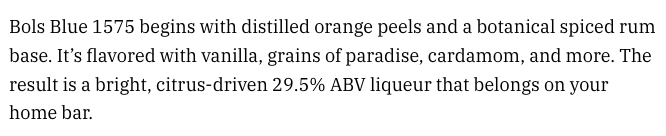 Bols Blue 1575 begins with distilled orange peels and a botanical spiced rum
base. It’s flavored with vanilla, grains of paradise, cardamom, and more. The
result is a bright, citrus-driven 29.5% ABV liqueur that belongs on your
home bar.